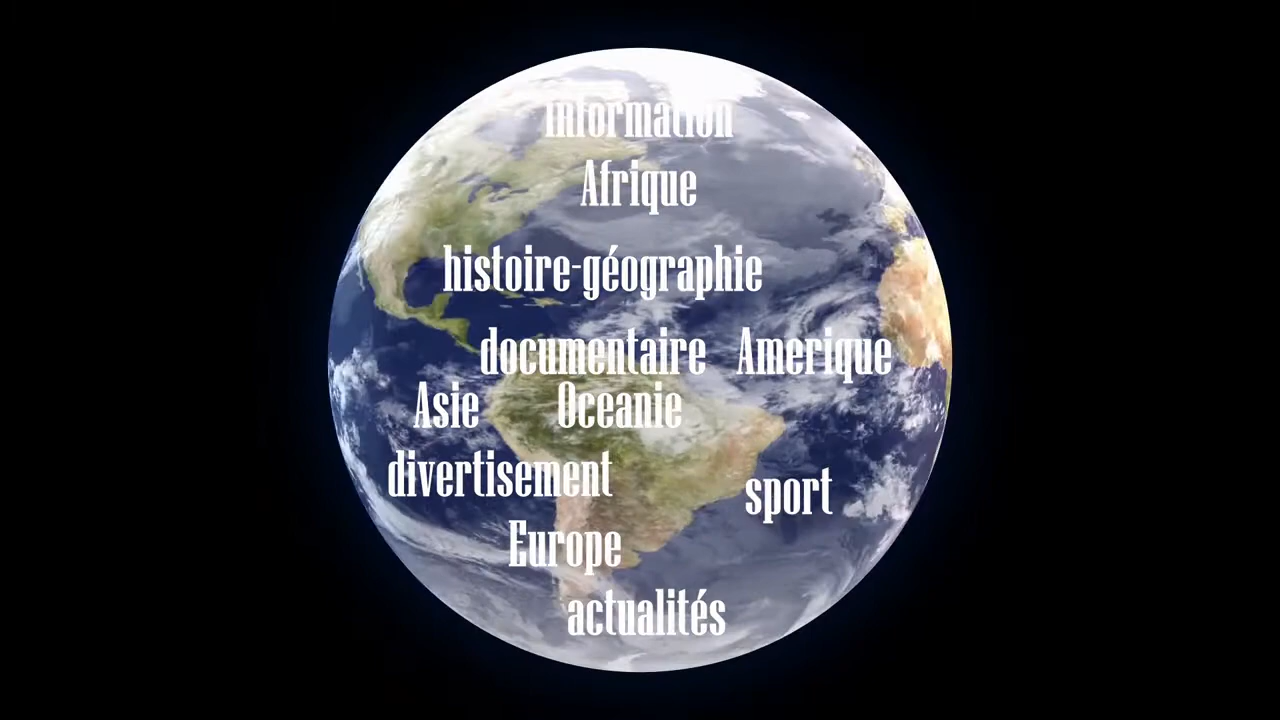 information
Afrique
histoire-géographie
documentaire Amerique
Asie Oceanie
divertisement
sport
Europe
actualités